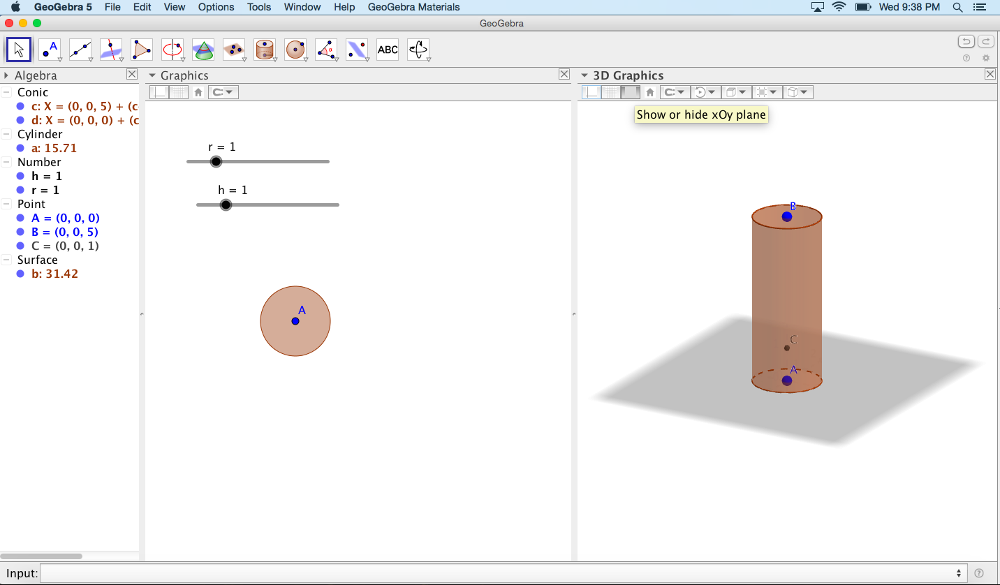 GeoGebra 5 File Edit View Options Tools Window Help GeoGebra Materials Wed 9:38 PM
GeoGebra
A α ABC
Algebra
Graphics
3D Graphics
Show or hide xOy plane
Conic
c: X = (0, 0, 5) + (c
d: X = (0, 0, 0) + (c
Cylinder
a: 15.71
Number
h = 1
r = 1
Point
A = (0, 0, 0)
B = (0, 0, 5)
C = (0, 0, 1)
Surface
b: 31.42
r = 1
h = 1
A
B
C
A
Input: